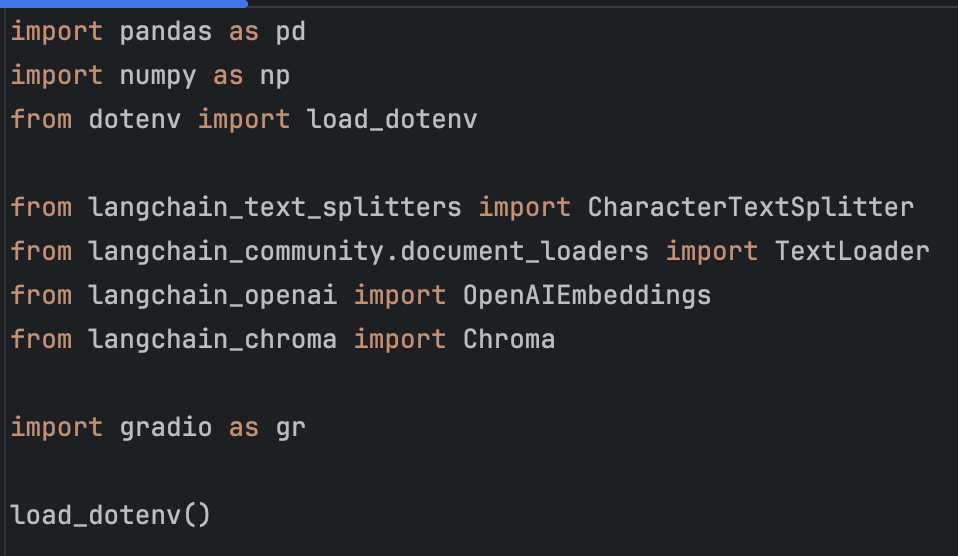 import pandas as pd
import numpy as np
from dotenv import load_dotenv
from langchain_text_splitters import CharacterTextSplitter
from langchain_community.document_loaders import TextLoader
from langchain_openai import OpenAIEmbeddings
from langchain_chroma import Chroma
import gradio as gr
load_dotenv()